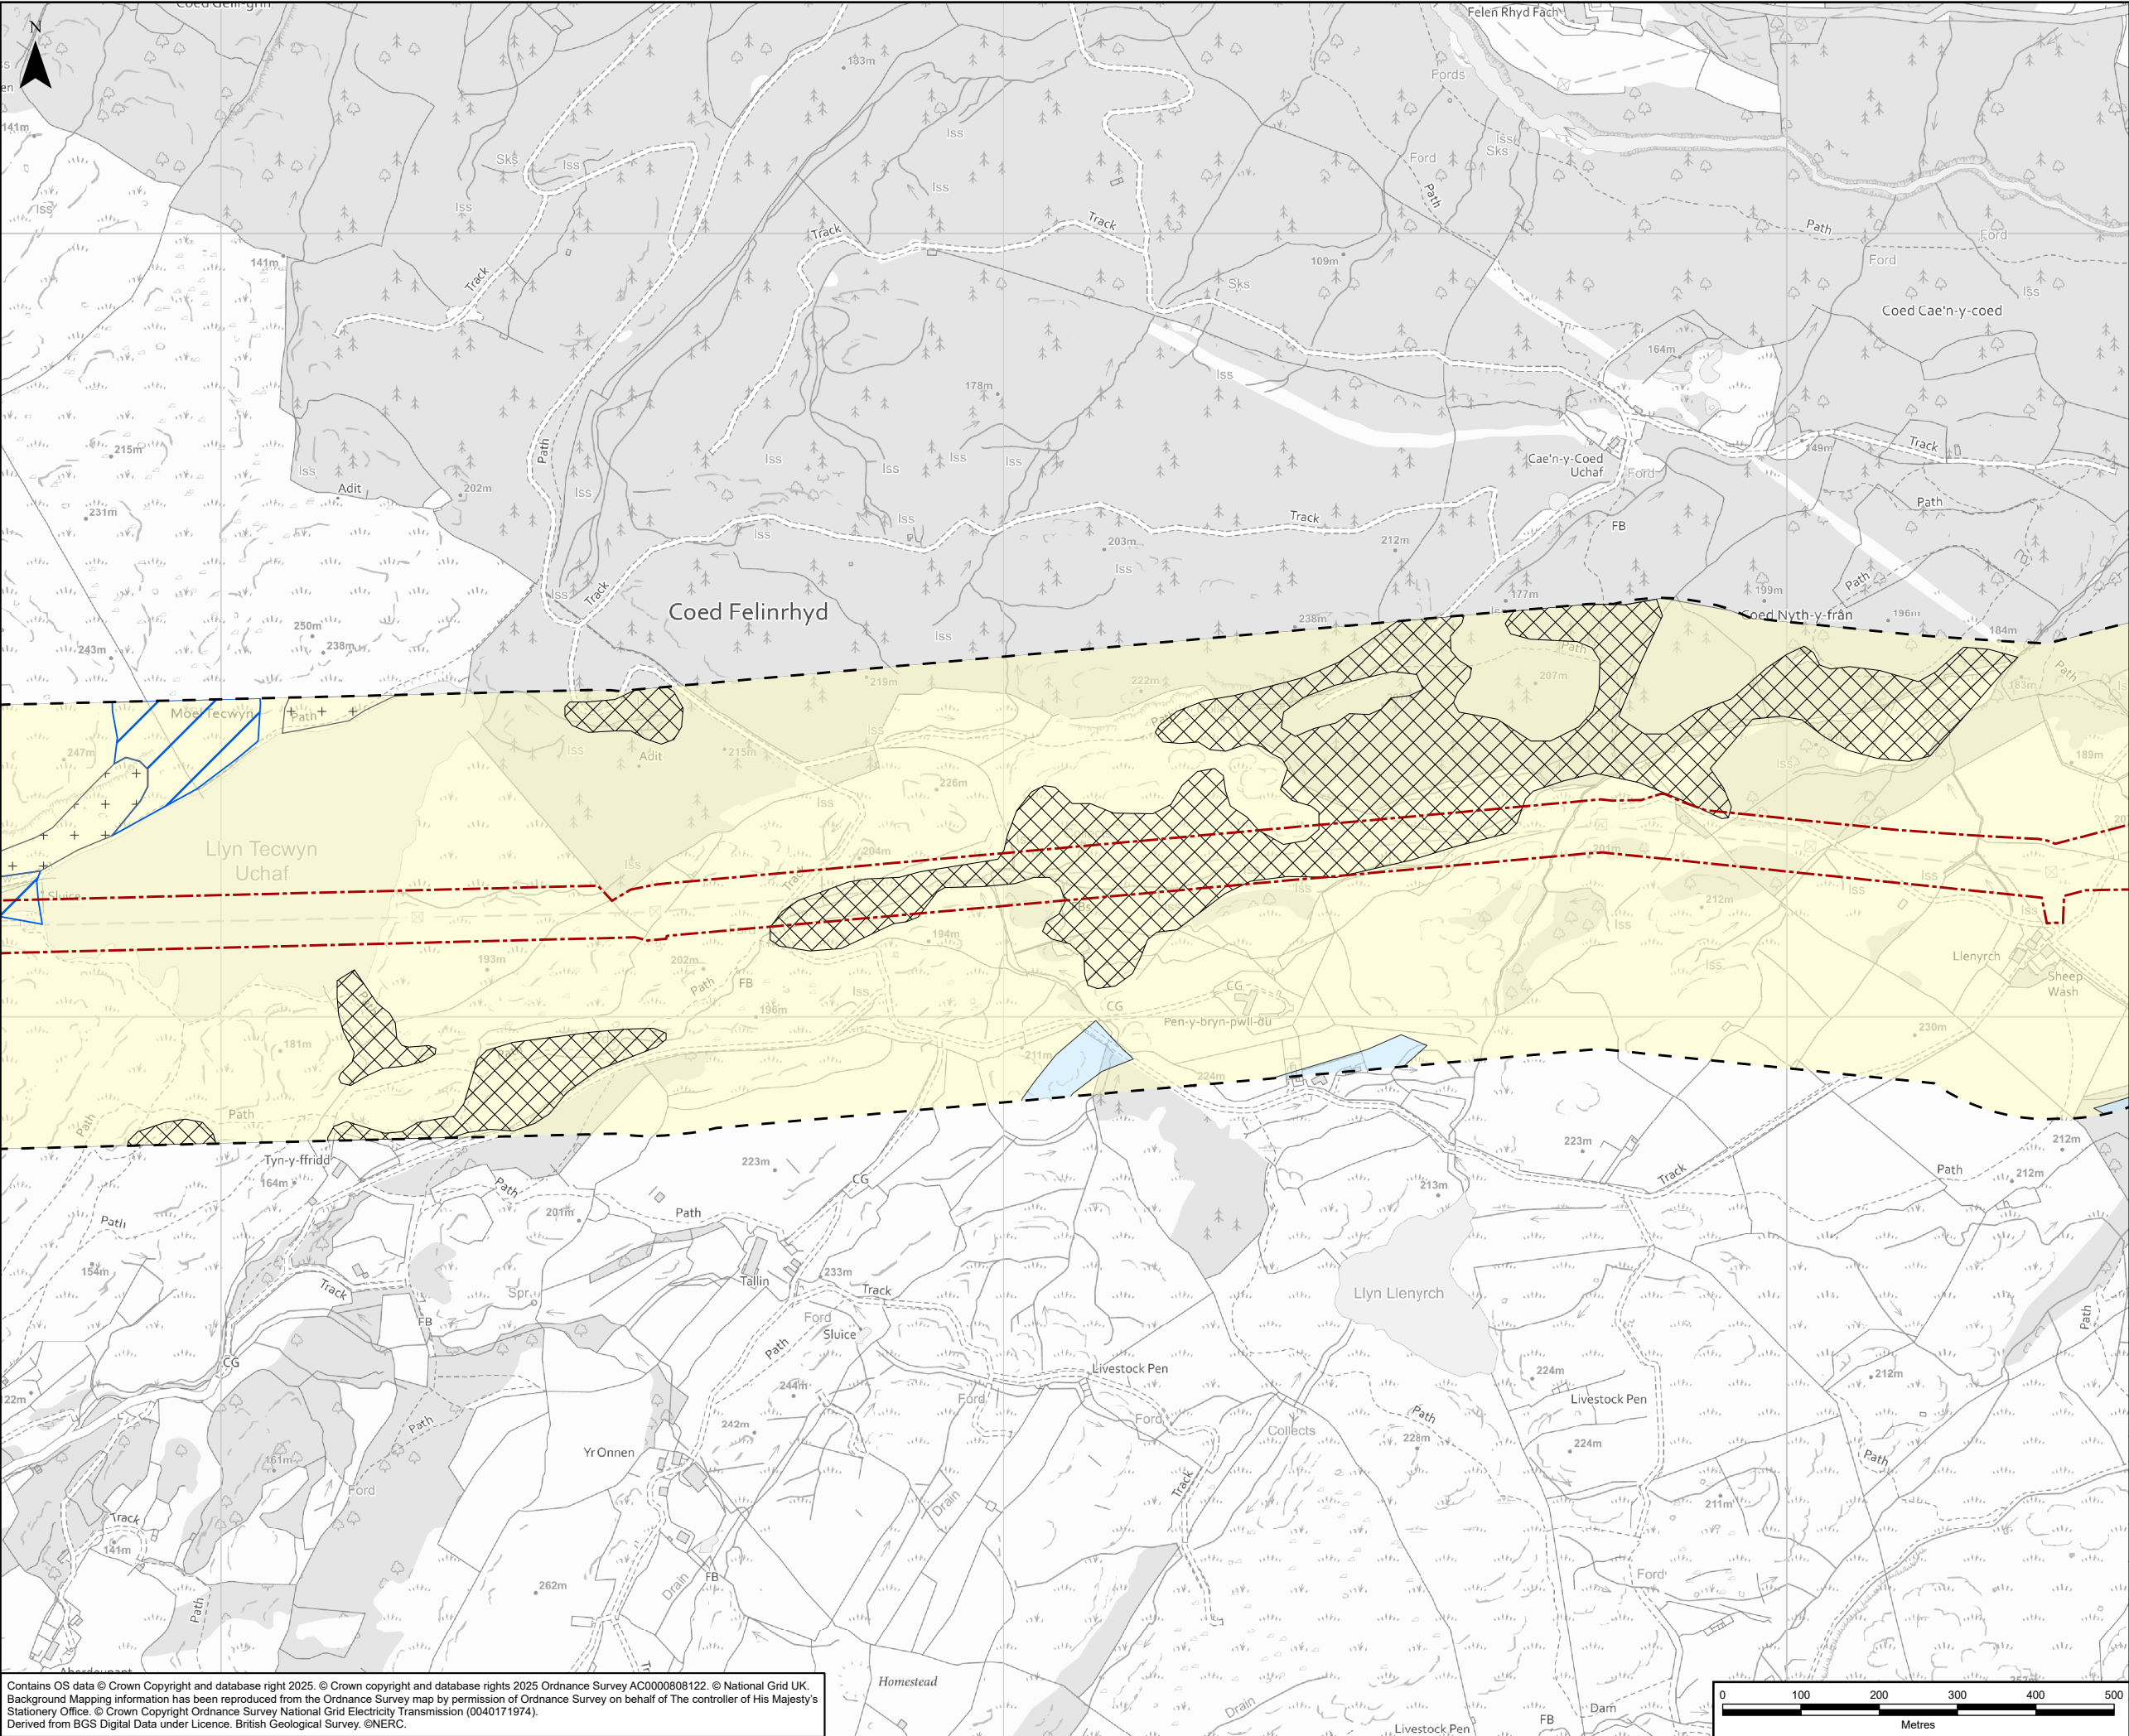 Coed Gelli-grin
Felen Rhyd Fach
N
183m
Fords
141m
Iss
Sks
Iss
Iss
Sks
Ford
Iss
Iss
Iss
Path
Iss
Track
Track
Path
Ford
Ford
141m
Track
109m
Sks
Iss
Coed Cae'n-y-coed
164m
Iss
178m
215m
Path
Iss
Iss
Iss
Iss
Iss
Cae'n-y-Coed
Uchaf
Ford
149m
Track
Adit
202m
Iss
231m
Iss
Iss
Track
FB
Path
203m
212m
Iss
Iss
Track
Path
199m
177m
Coed Felinrhyd
250m
238m
243m
Iss
238m
Coed Nyth-y-frân
196m
184m
Path
Path
219m
222m
207m
183m
Moel Tecwyn
Path
Path
247m
Iss
Adit
215m
Iss
226m
Iss
189m
Iss
Llyn Tecwyn
Uchaf
204m
Iss
Track
201m
Sluice
Iss
Iss
Iss
212m
Iss
Iss
194m
Llenyrch
193m
202m
Path
FB
Iss
CG
CG
Iss
Sheep
Wash
196m
Pen-y-bryn-pwll-du
230m
181m
211m
224m
Path
Path
Tyn-y-ffridd
164m
223m
CG
223m
Track
212m
Path
212m
Path
Path
201m
Path
213m
154m
Track
Spr
Tallin
233m
Track
Llyn Llenyrch
FB
Ford
Sluice
Path
Path
CG
Livestock Pen
224m
212m
122m
244m
Ford
Livestock Pen
Path
242m
Ford
Collects
Path
228m
224m
Yr Onnen
Path
161m
Ford
Track
Drain
211m
Track
141m
FB
Drain
262m
Ford
Path
Homestead
Drain
Dam
FB
Livestock Pen
Contains OS data © Crown Copyright and database right 2025. © Crown copyright and database rights 2025 Ordnance Survey AC0000808122. © National Grid UK.
Background Mapping information has been reproduced from the Ordnance Survey map by permission of Ordnance Survey on behalf of The controller of His Majesty's
Stationery Office. © Crown Copyright Ordnance Survey National Grid Electricity Transmission (0040171974).
Derived from BGS Digital Data under Licence. British Geological Survey. ©NERC.
0 100 200 300 400 500
Metres